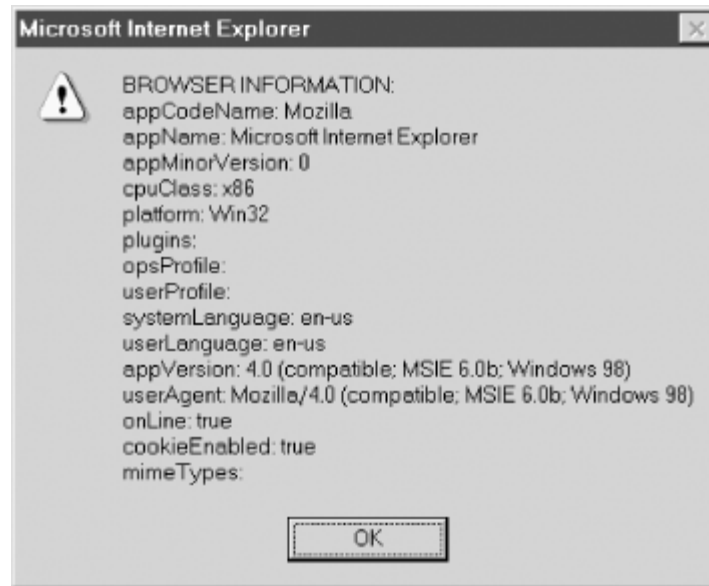 Microsoft Internet Explorer
BROWSER INFORMATION:
appCodeName: Mozilla
appName: Microsoft Internet Explorer
appMinorVersion: 0
cpuClass: x86
platform: Win32
plugins:
opsProfile:
userProfile:
systemLanguage: en-us
userLanguage: en-us
appVersion: 4.0 (compatible; MSIE 6.0b; Windows 98)
userAgent: Mozilla/4.0 (compatible; MSIE 6.0b; Windows 98)
onLine: true
cookieEnabled: true
mimeTypes:
OK